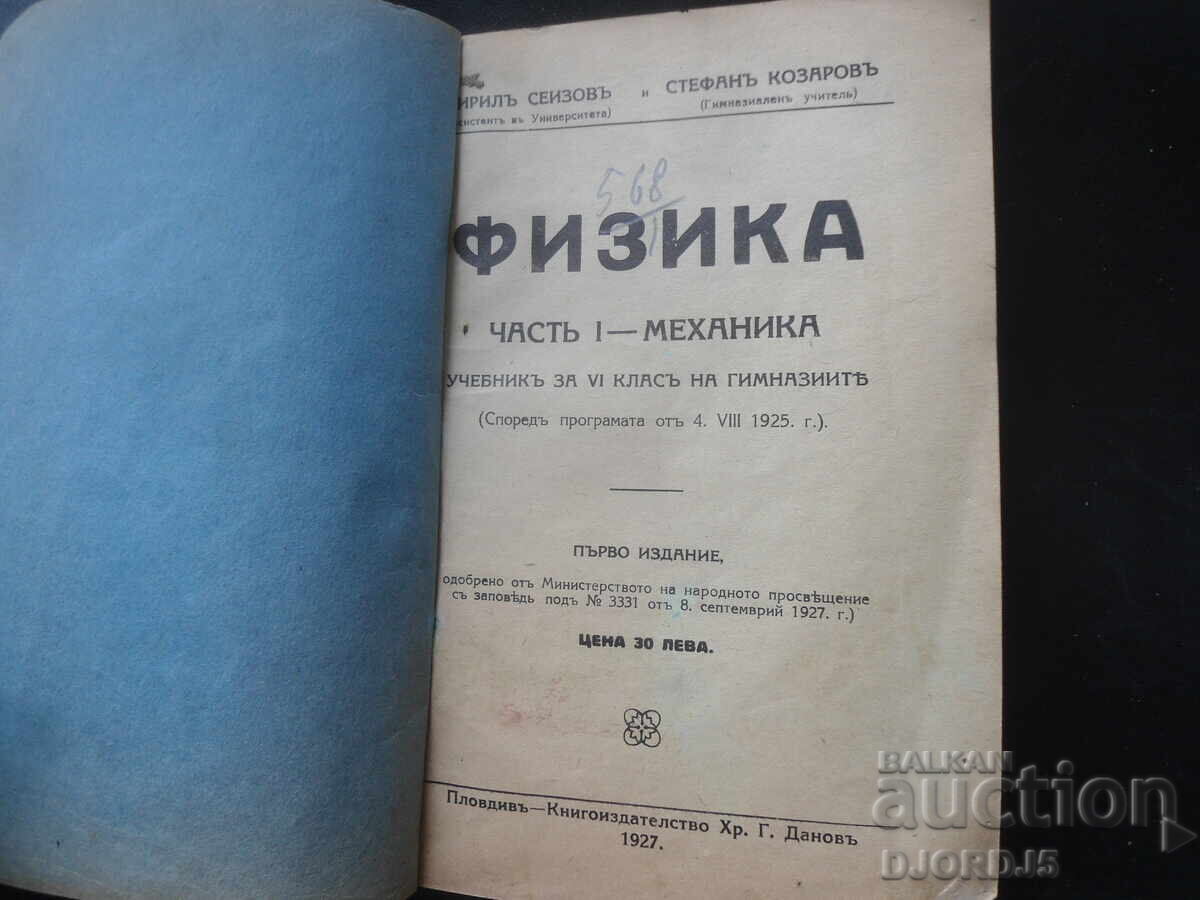 ИРИЛЪ СЕИЗОВЪ и СТЕФАНЪ КОЗАРОВЪ
систентъ въ Университета) (Гимназиаленъ учитель)
568
1
ФИЗИКА
ЧАСТЬ I — МЕХАНИКА
УЧЕБНИКЪ ЗА VI КЛАСЪ НА ГИМНАЗИИТѢ
(Споредъ програмата отъ 4. VIII 1925. г.).
ПЪРВО ИЗДАНИЕ,
одобрено отъ Министерството на народното просвѣщение
съ заповѣдь подъ № 3331 отъ 8. септемврий 1927. г.)
ЦЕНА 30 ЛЕВА.
Пловдивъ—Книгоиздателство Хр. Г. Дановъ
1927.
BALKAN
auction
DJORDJ5